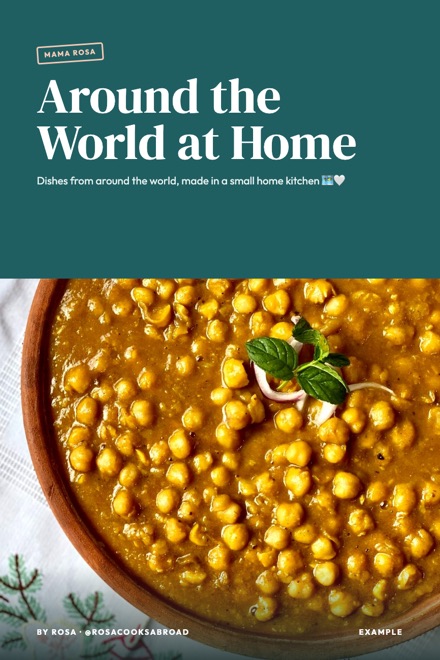 MAMA ROSA
Around the
World at Home
Dishes from around the world, made in a small home kitchen 🗺️🤍
BY ROSA · @ROSACOOKSABROAD
EXAMPLE